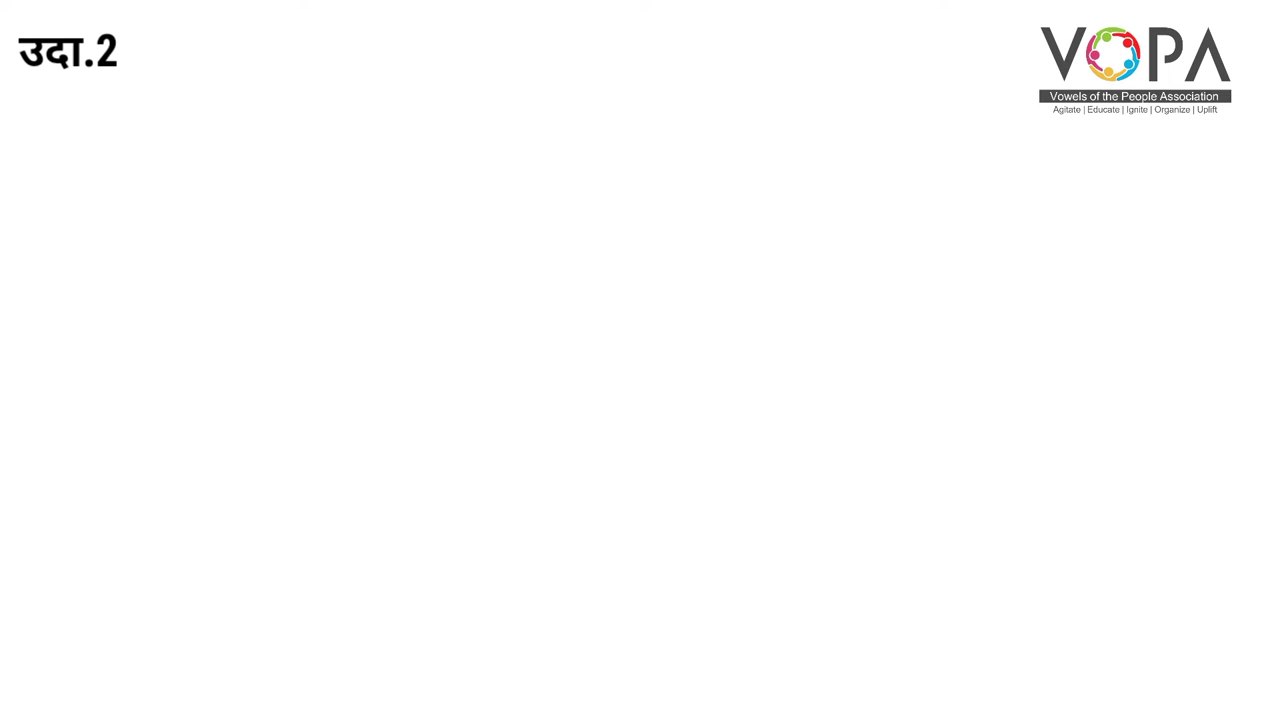 उदा.2
VOPA
Vowels of the People Association
Agitate | Educate | Ignite | Organize | Uplift